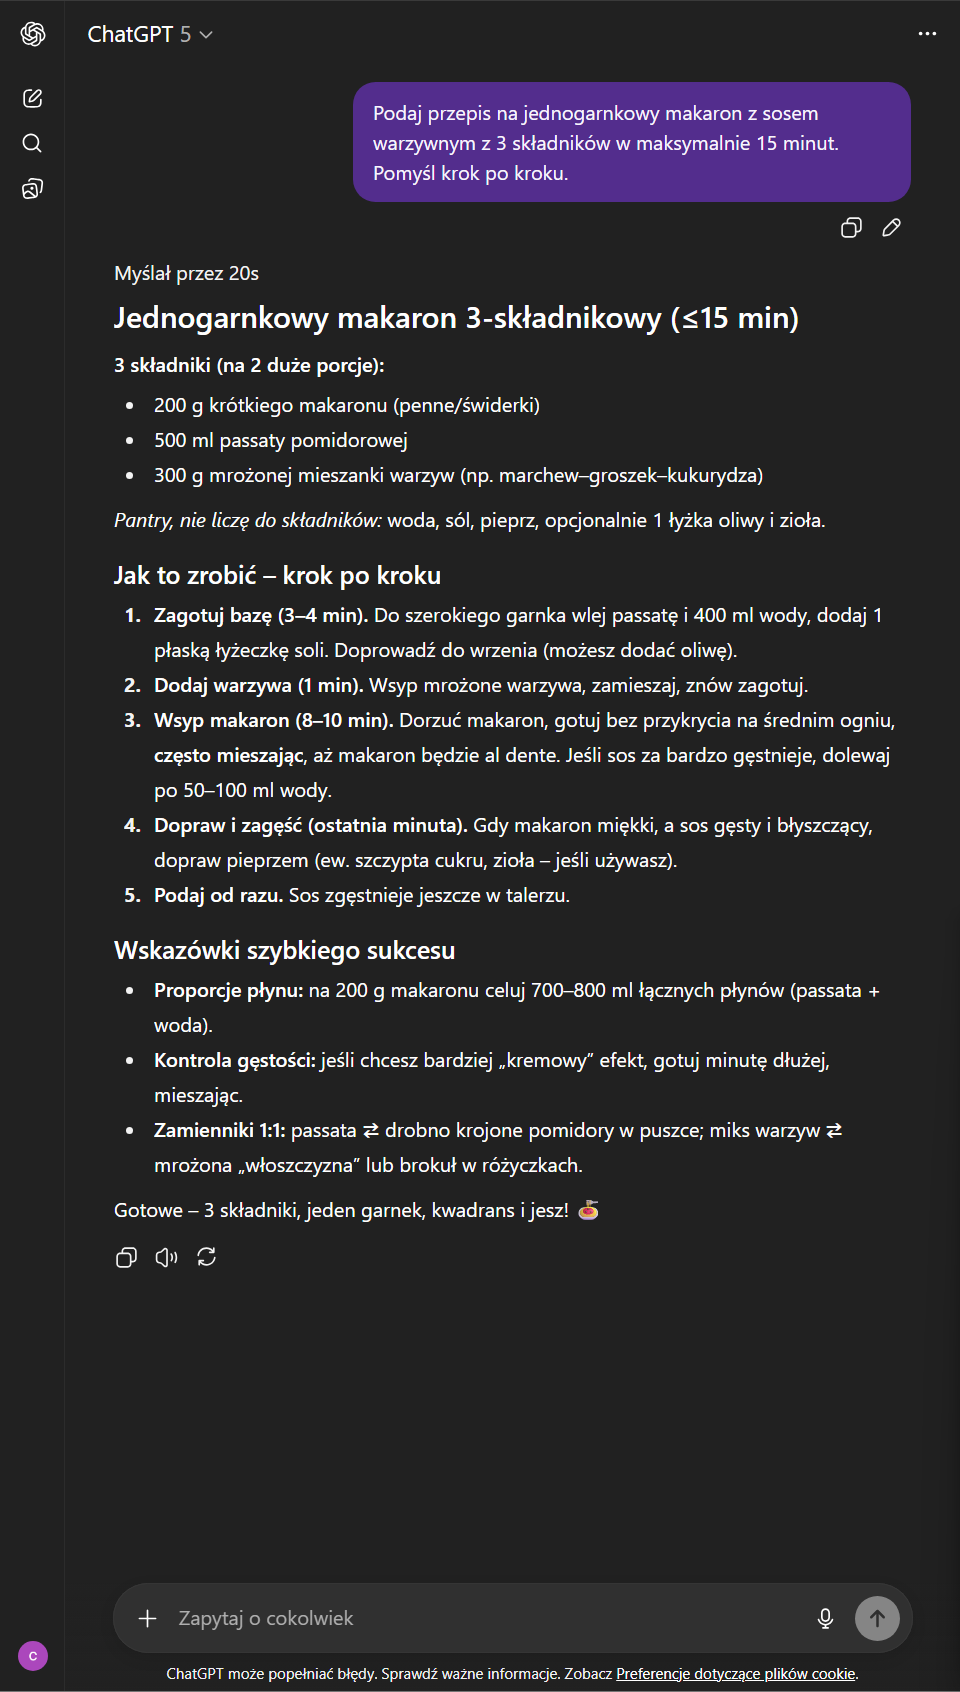 ChatGPT 5
Podaj przepis na jednogarnkowy makaron z sosem
warzywnym z 3 składników w maksymalnie 15 minut.
Pomyśl krok po kroku.
Myślał przez 20s
Jednogarnkowy makaron 3-składnikowy (≤15 min)
3 składniki (na 2 duże porcje):
• 200 g krótkiego makaronu (penne/świderki)
• 500 ml passaty pomidorowej
• 300 g mrożonej mieszanki warzyw (np. marchew–groszek–kukurydza)
Pantry, nie liczę do składników: woda, sól, pieprz, opcjonalnie 1 łyżka oliwy i zioła.
Jak to zrobić – krok po kroku
1. Zagotuj bazę (3–4 min). Do szerokiego garnka wlej passatę i 400 ml wody, dodaj 1
płaską łyżeczkę soli. Doprowadź do wrzenia (możesz dodać oliwę).
2. Dodaj warzywa (1 min). Wsyp mrożone warzywa, zamieszaj, znów zagotuj.
3. Wsyp makaron (8–10 min). Dorzuć makaron, gotuj bez przykrycia na średnim ogniu,
często mieszając, aż makaron będzie al dente. Jeśli sos za bardzo gęstnieje, dolewaj
po 50–100 ml wody.
4. Dopraw i zagęść (ostatnia minuta). Gdy makaron miękki, a sos gęsty i błyszczący,
dopraw pieprzem (ew. szczypta cukru, zioła – jeśli używasz).
5. Podaj od razu. Sos zgęstnieje jeszcze w talerzu.
Wskazówki szybkiego sukcesu
• Proporcje płynu: na 200 g makaronu celuj 700–800 ml łącznych płynów (passata +
woda).
• Kontrola gęstości: jeśli chcesz bardziej „kremowy” efekt, gotuj minutę dłużej,
mieszając.
• Zamienniki 1:1: passata ⇄ drobno krojone pomidory w puszce; miks warzyw ⇄
mrożona „włoszczyzna” lub brokuł w różyczkach.
Gotowe – 3 składniki, jeden garnek, kwadrans i jesz! 🍝
Zapytaj o cokolwiek
C
ChatGPT może popełniać błędy. Sprawdź ważne informacje. Zobacz Preferencje dotyczące plików cookie.